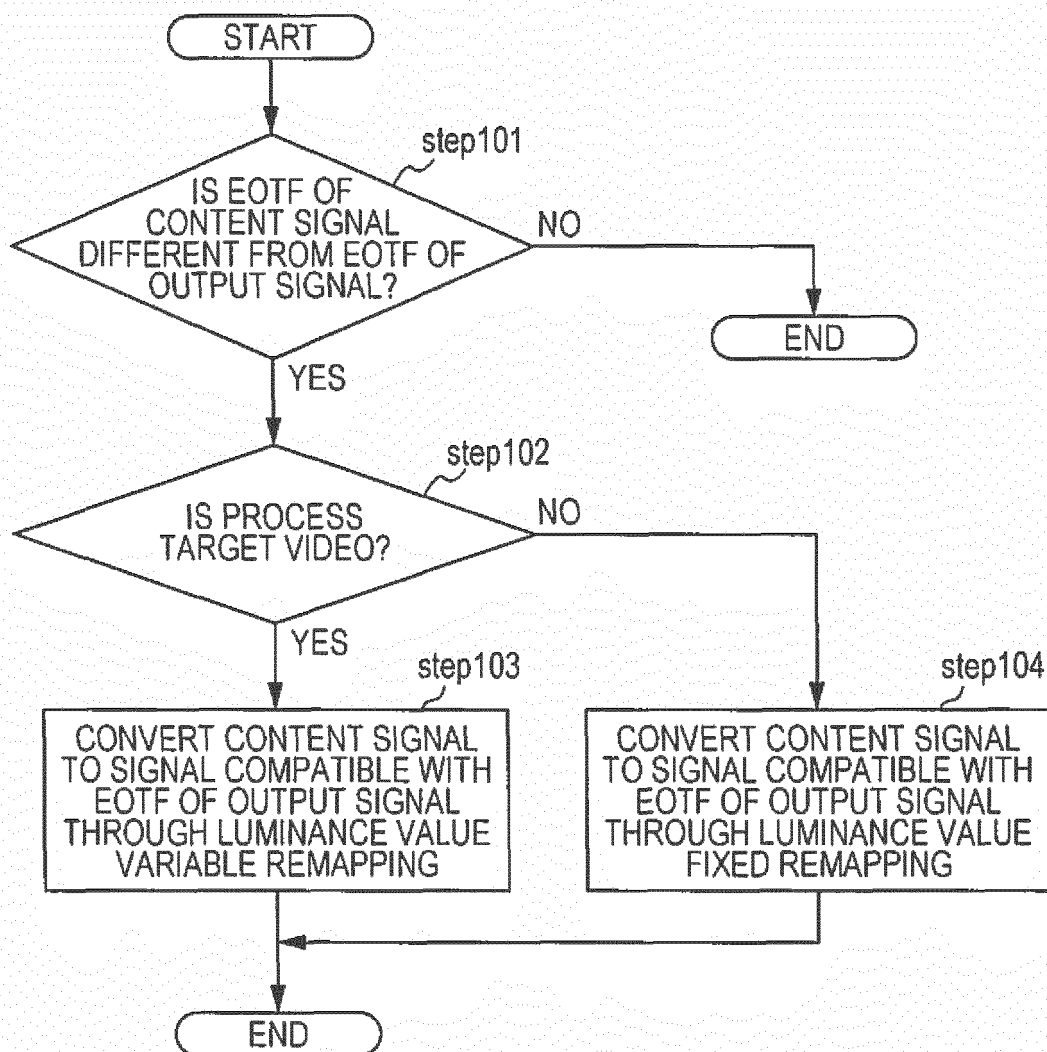 START
step101
IS EOTF OF
CONTENT SIGNAL
DIFFERENT FROM EOTF OF
OUTPUT SIGNAL?
NO
END
YES
step102
IS PROCESS
TARGET VIDEO?
NO
YES
step103
CONVERT CONTENT SIGNAL
TO SIGNAL COMPATIBLE WITH
EOTF OF OUTPUT SIGNAL
THROUGH LUMINANCE VALUE
VARIABLE REMAPPING
step104
CONVERT CONTENT SIGNAL
TO SIGNAL COMPATIBLE WITH
EOTF OF OUTPUT SIGNAL
THROUGH LUMINANCE VALUE
FIXED REMAPPING
END